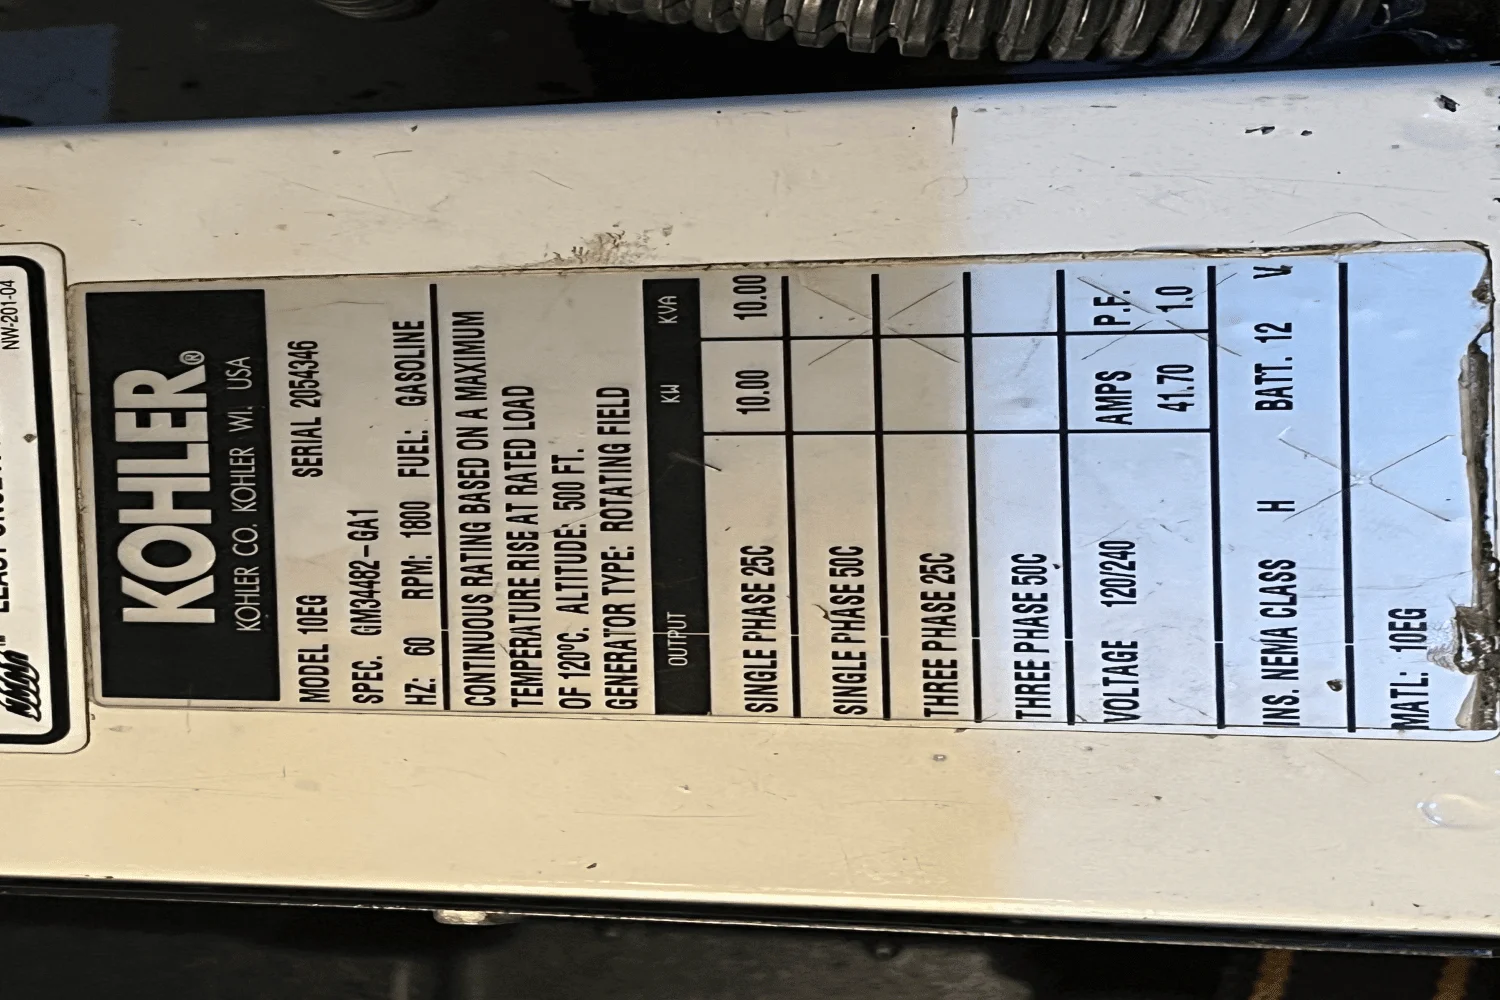 NW-201-04
KOHLER®
KOHLER CO. KOHLER WI. USA
MODEL 10EG SERIAL 2054346
SPEC. GM34482-GA1
HZ: 60 RPM: 1800 FUEL: GASOLINE
CONTINUOUS RATING BASED ON A MAXIMUM
TEMPERATURE RISE AT RATED LOAD
OF 120ºC. ALTITUDE: 500 FT.
GENERATOR TYPE: ROTATING FIELD
OUTPUT KW KVA
SINGLE PHASE 25C 10.00 10.00
SINGLE PHASE 50C
THREE PHASE 25C
THREE PHASE 50C
VOLTAGE 120/240 AMPS P.F.
41.70 1.0
INS. NEMA CLASS H BATT. 12 V
MATL: 10EG